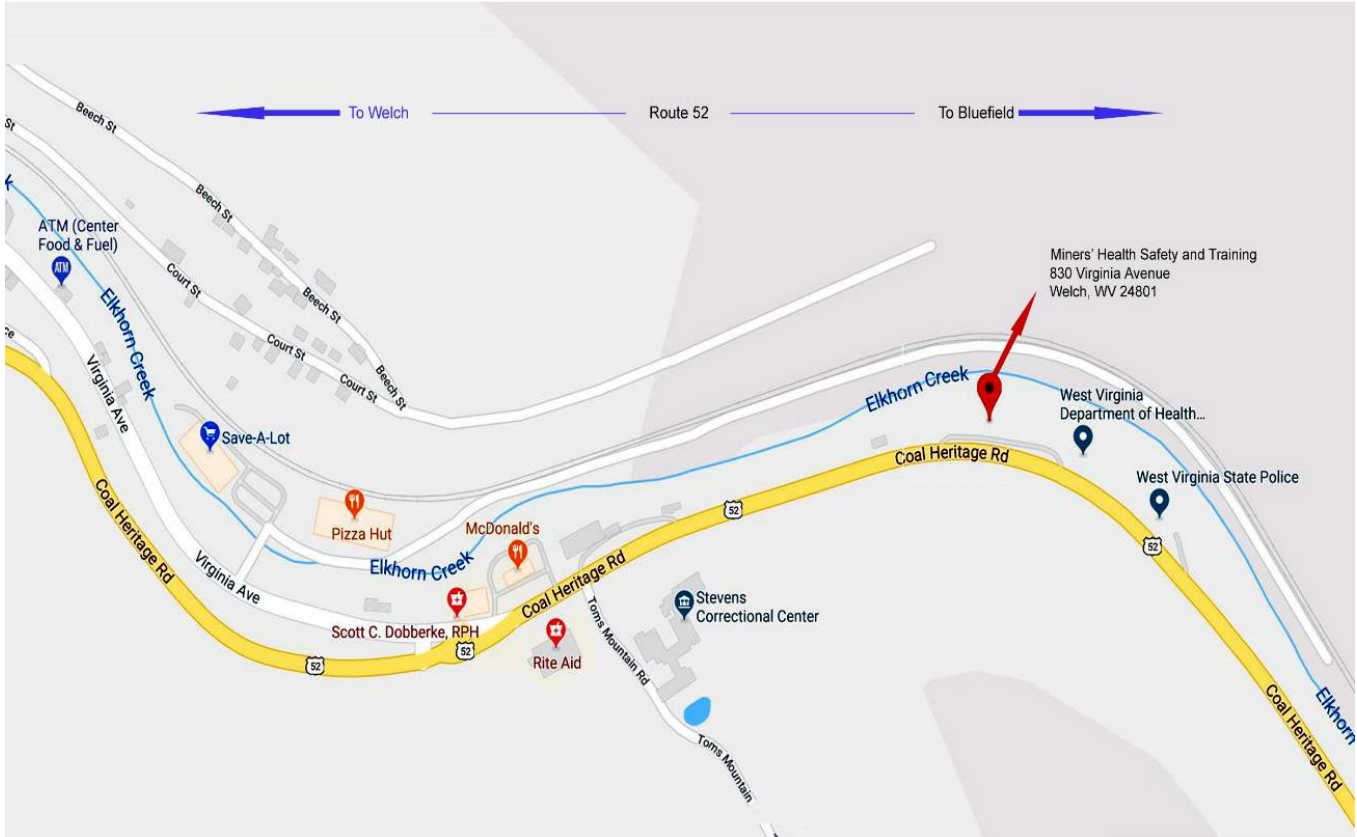 To Welch
Route 52
To Bluefield
Beech St
St
Beech St
Beech St
Beech St
Court St
Court St
Court St
ATM (Center
Food & Fuel)
ATM
Elkhorn Creek
Virginia Ave
Miners' Health Safety and Training
830 Virginia Avenue
Welch, WV 24801
Elkhorn Creek
West Virginia
Department of Health...
Coal Heritage Rd
West Virginia State Police
Save-A-Lot
Coal Heritage Rd
Pizza Hut
McDonald's
52
52
Elkhorn Creek
Virginia Ave
Coal Heritage Rd
Stevens
Correctional Center
Scott C. Dobberke, RPH
52
52
Rite Aid
Toms Mountain Rd
Toms Mountain
Coal Heritage Rd
Elkhorn